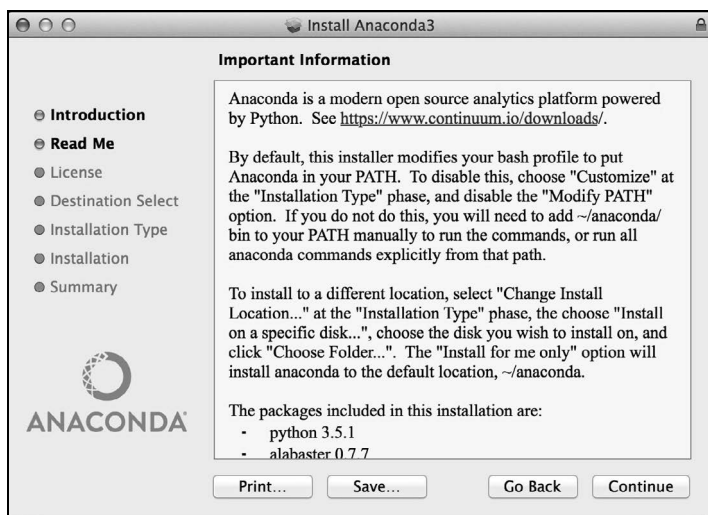 Install Anaconda3
Important Information
Introduction
Read Me
License
Destination Select
Installation Type
Installation
Summary
ANACONDA
Anaconda is a modern open source analytics platform powered
by Python. See https://www.continuum.io/downloads/.
By default, this installer modifies your bash profile to put
Anaconda in your PATH. To disable this, choose "Customize" at
the "Installation Type" phase, and disable the "Modify PATH"
option. If you do not do this, you will need to add ~/anaconda/
bin to your PATH manually to run the commands, or run all
anaconda commands explicitly from that path.
To install to a different location, select "Change Install
Location..." at the "Installation Type" phase, the choose "Install
on a specific disk...", choose the disk you wish to install on, and
click "Choose Folder...". The "Install for me only" option will
install anaconda to the default location, ~/anaconda.
The packages included in this installation are:
- python 3.5.1
- alabaster 0.7.7
Print...
Save...
Go Back
Continue